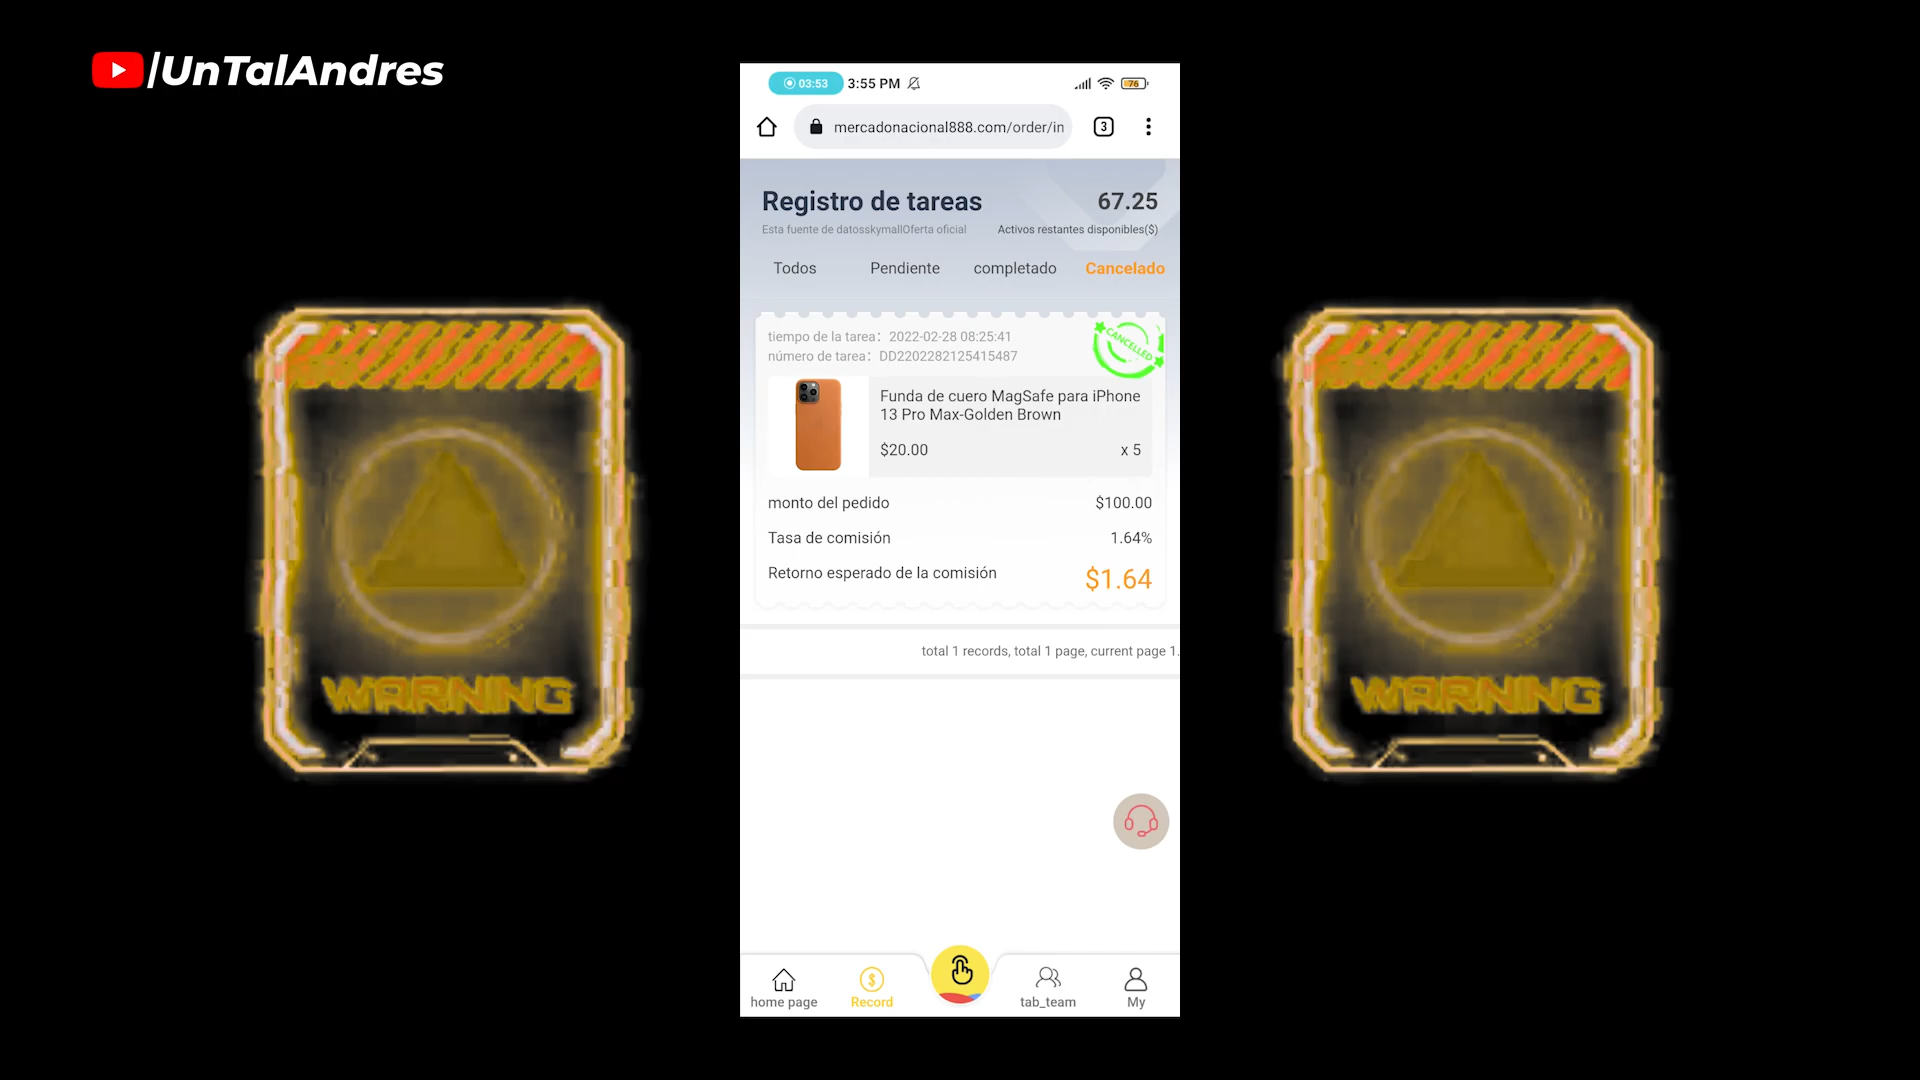 /UnTalAndres
03:53 3:55 PM 76
mercadonacional888.com/order/in 3
Registro de tareas 67.25
Esta fuente de datosskymallOferta oficial Activos restantes disponibles($)
Todos Pendiente completado Cancelado
tiempo de la tarea： 2022-02-28 08:25:41
número de tarea： DD2202282125415487
CANCELLED
Funda de cuero MagSafe para iPhone
13 Pro Max-Golden Brown
$20.00 x 5
monto del pedido $100.00
Tasa de comisión 1.64%
Retorno esperado de la comisión $1.64
total 1 records, total 1 page, current page 1.
home page Record tab_team My
WARNING
WARNING